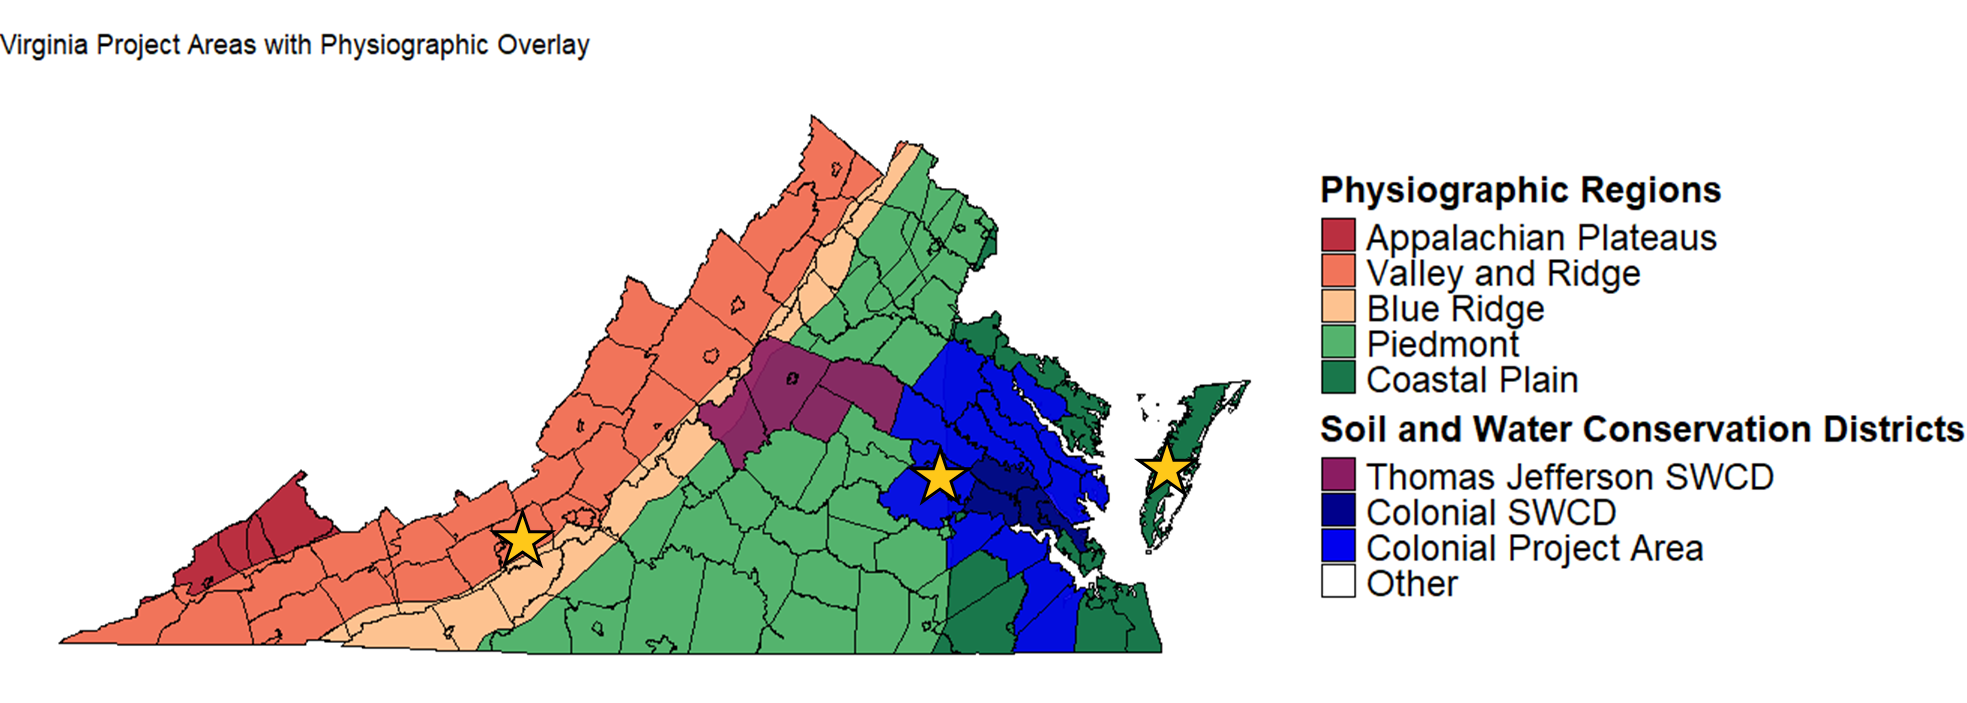 Virginia Project Areas with Physiographic Overlay
Physiographic Regions
Appalachian Plateaus
Valley and Ridge
Blue Ridge
Piedmont
Coastal Plain
Soil and Water Conservation Districts
Thomas Jefferson SWCD
Colonial SWCD
Colonial Project Area
Other